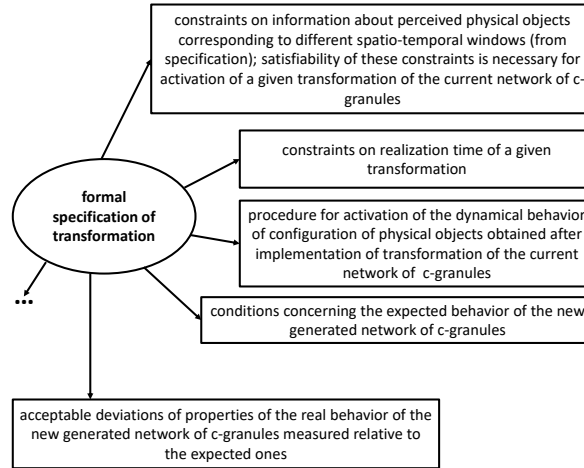 constraints on information about perceived physical objects
corresponding to different spatio-temporal windows (from
specification); satisfiability of these constraints is necessary for
activation of a given transformation of the current network of c-
granules
constraints on realization time of a given
transformation
formal
specification of
transformation
procedure for activation of the dynamical behavior
of configuration of physical objects obtained after
implementation of transformation of the current
network of c-granules
...
conditions concerning the expected behavior of the new
generated network of c-granules
acceptable deviations of properties of the real behavior of the
new generated network of c-granules measured relative to
the expected ones